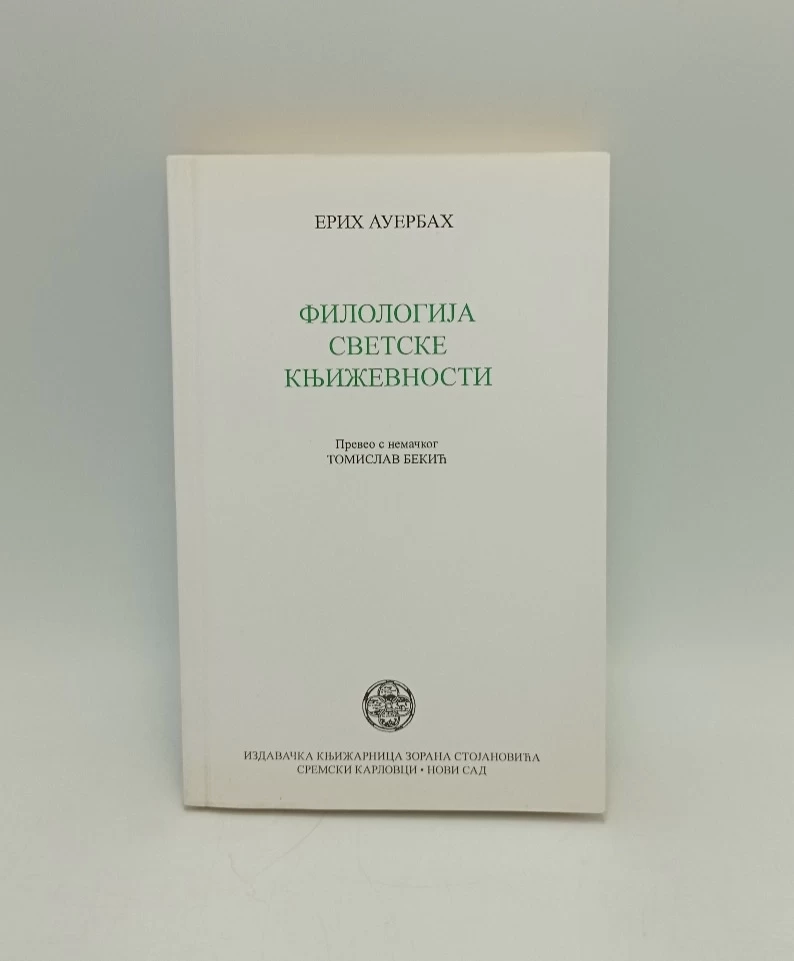 ЕРИХ АУЕРБАХ
ФИЛОЛОГИЈА
СВЕТСКЕ
КЊИЖЕВНОСТИ
Превео с немачког
ТОМИСЛАВ БЕКИЋ
ИЗДАВАЧКА КЊИЖАРНИЦА ЗОРАНА СТОЈАНОВИЋА
СРЕМСКИ КАРЛОВЦИ • НОВИ САД